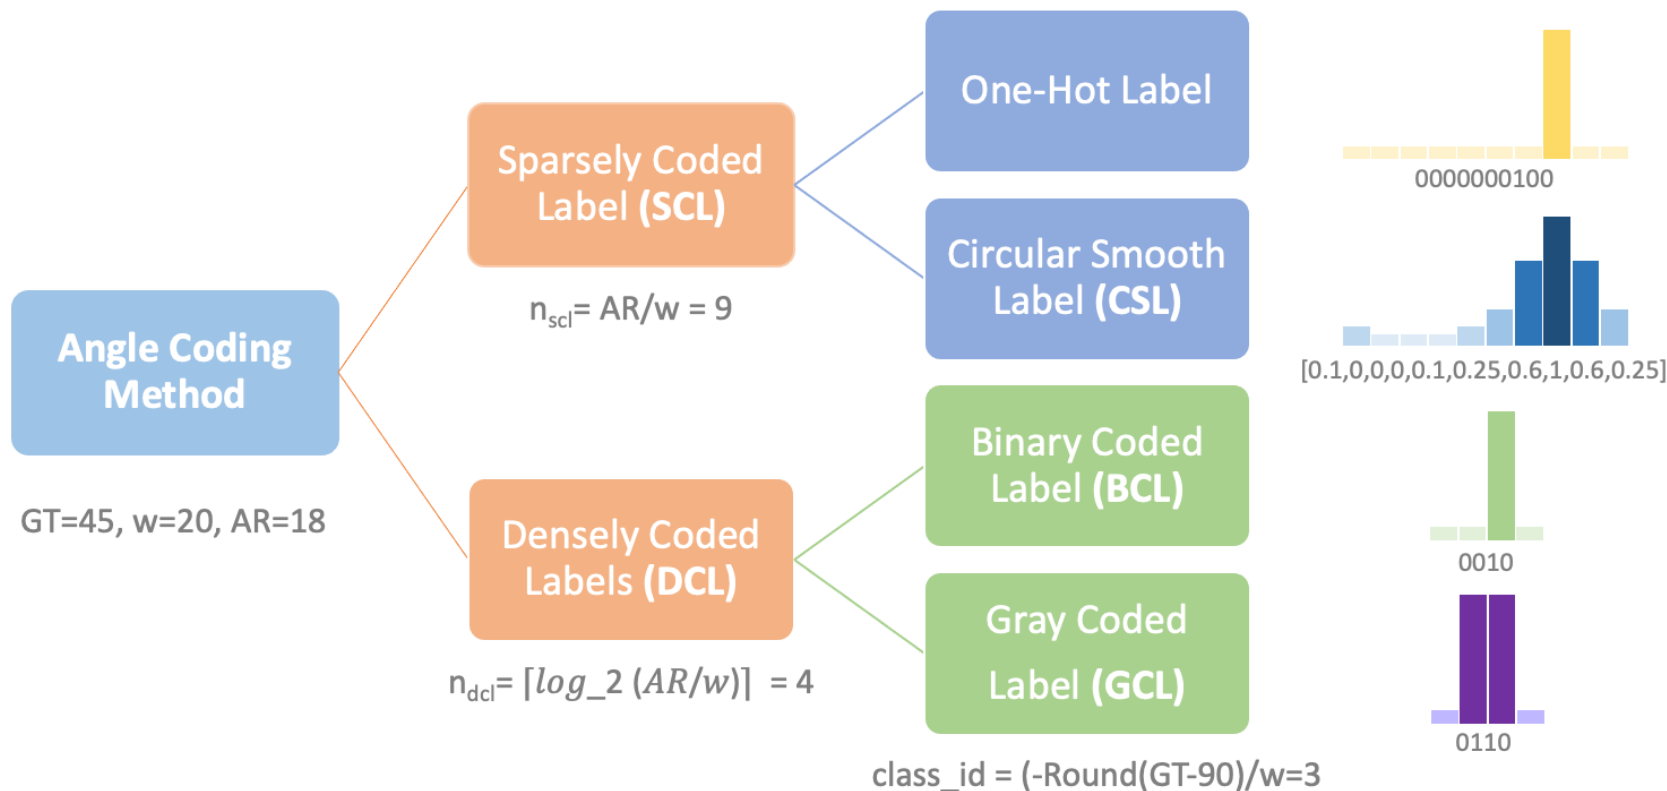 Angle Coding
Method
GT=45, w=20, AR=18
Sparsely Coded
Label (SCL)
nscl= AR/w = 9
Densely Coded
Labels (DCL)
ndcl= ⌈log_2 (AR/w)⌉ = 4
One-Hot Label
Circular Smooth
Label (CSL)
Binary Coded
Label (BCL)
Gray Coded
Label (GCL)
class_id = (-Round(GT-90)/w=3
0000000100
[0.1,0,0,0,0.1,0.25,0.6,1,0.6,0.25]
0010
0110